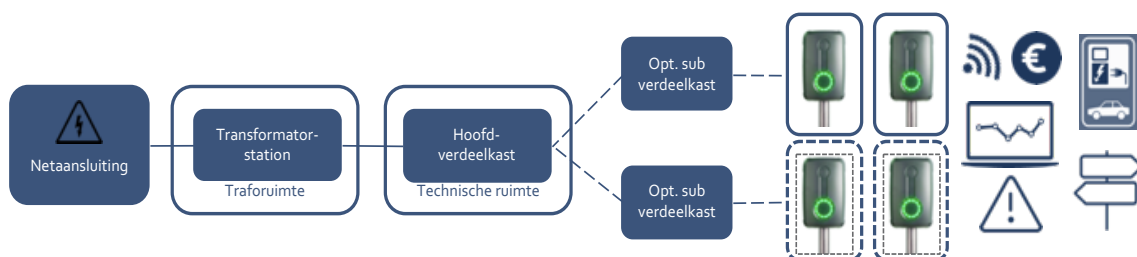 Netaansluiting
Transformator-
station
Traforuimte
Hoofd-
verdeelkast
Technische ruimte
Opt. sub
verdeelkast
Opt. sub
verdeelkast
€